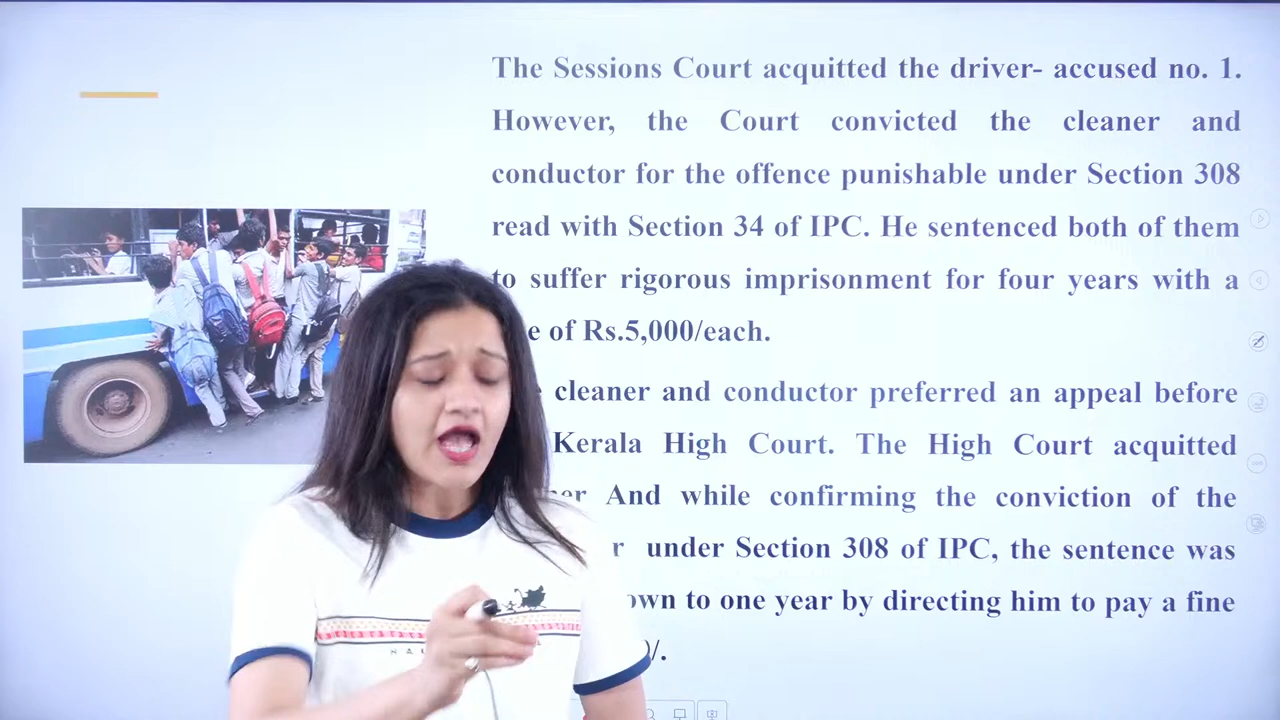 The Sessions Court acquitted the driver- accused no. 1.
However, the Court convicted the cleaner and
conductor for the offence punishable under Section 308
read with Section 34 of IPC. He sentenced both of them
to suffer rigorous imprisonment for four years with a
of Rs.5,000/each.
cleaner and conductor preferred an appeal before
Kerala High Court. The High Court acquitted
And while confirming the conviction of the
under Section 308 of IPC, the sentence was
to one year by directing him to pay a fine